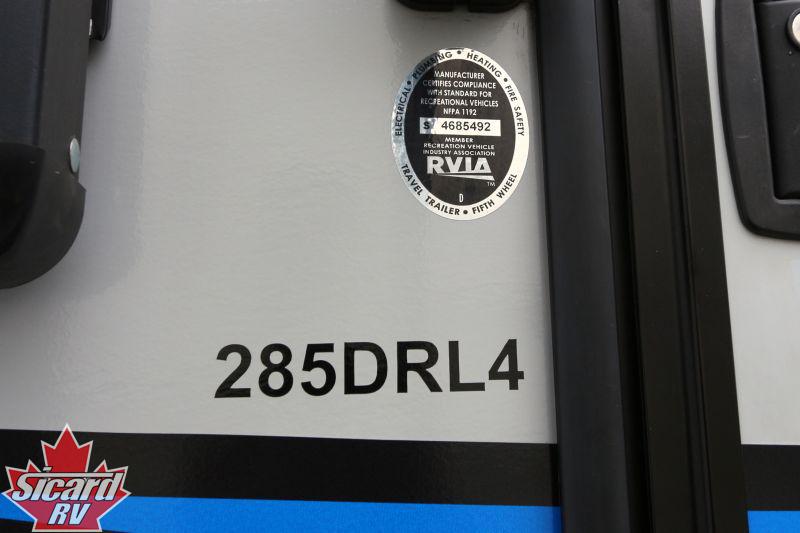 ELECTRICAL • PLUMBING • HEATING • FIRE SAFETY
MANUFACTURER
CERTIFIES COMPLIANCE
WITH STANDARD FOR
RECREATIONAL VEHICLES
NFPA 1192
4685492
MEMBER
RECREATION VEHICLE
INDUSTRY ASSOCIATION
RVIA
TM
D
TRAVEL TRAILER • FIFTH WHEEL
285DRL4
Sicard
RV